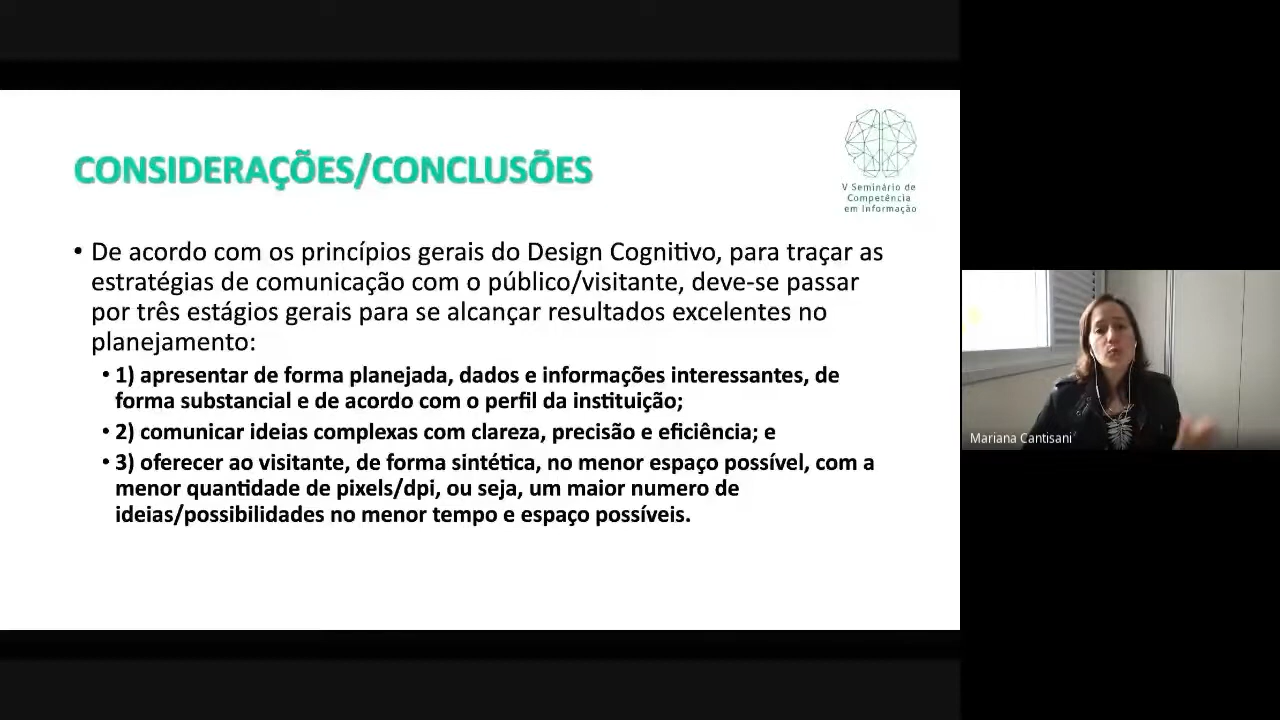 CONSIDERAÇÕES/CONCLUSÕES
V Seminário de
Competência
em Informação
• De acordo com os princípios gerais do Design Cognitivo, para traçar as
estratégias de comunicação com o público/visitante, deve-se passar
por três estágios gerais para se alcançar resultados excelentes no
planejamento:
• 1) apresentar de forma planejada, dados e informações interessantes, de
forma substancial e de acordo com o perfil da instituição;
• 2) comunicar ideias complexas com clareza, precisão e eficiência; e
• 3) oferecer ao visitante, de forma sintética, no menor espaço possível, com a
menor quantidade de pixels/dpi, ou seja, um maior numero de
ideias/possibilidades no menor tempo e espaço possíveis.
Mariana Cantisani